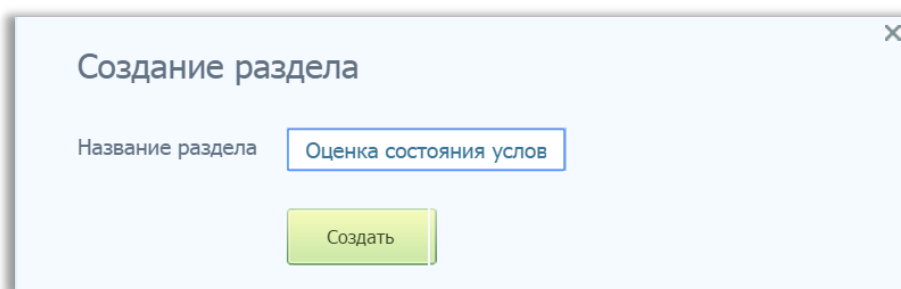 Создание раздела
Название раздела Оценка состояния услов
Создать